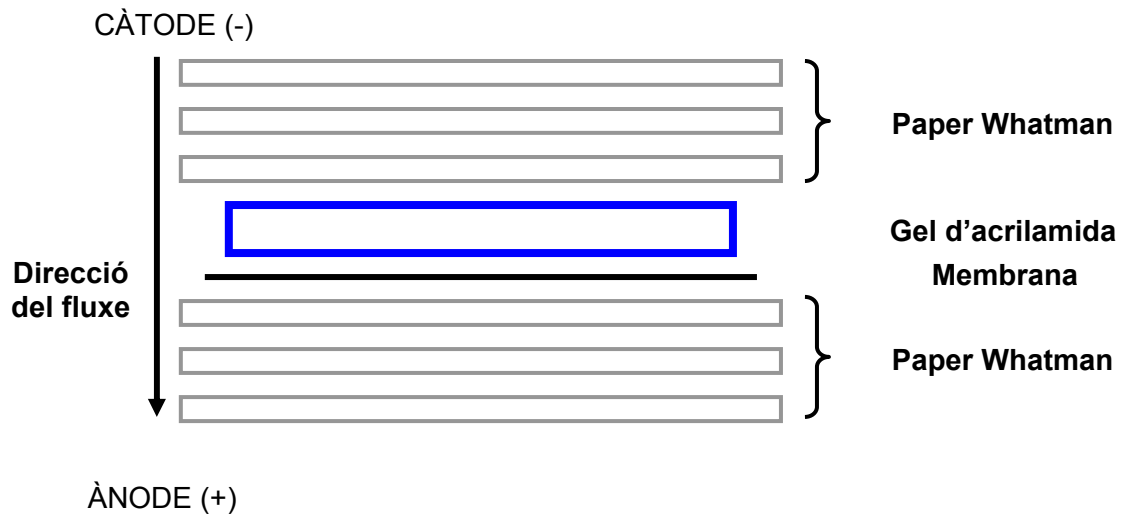 CÀTODE (-)
Paper Whatman
Gel d’acrilamida
Membrana
Direcció
del fluxe
Paper Whatman
ÀNODE (+)